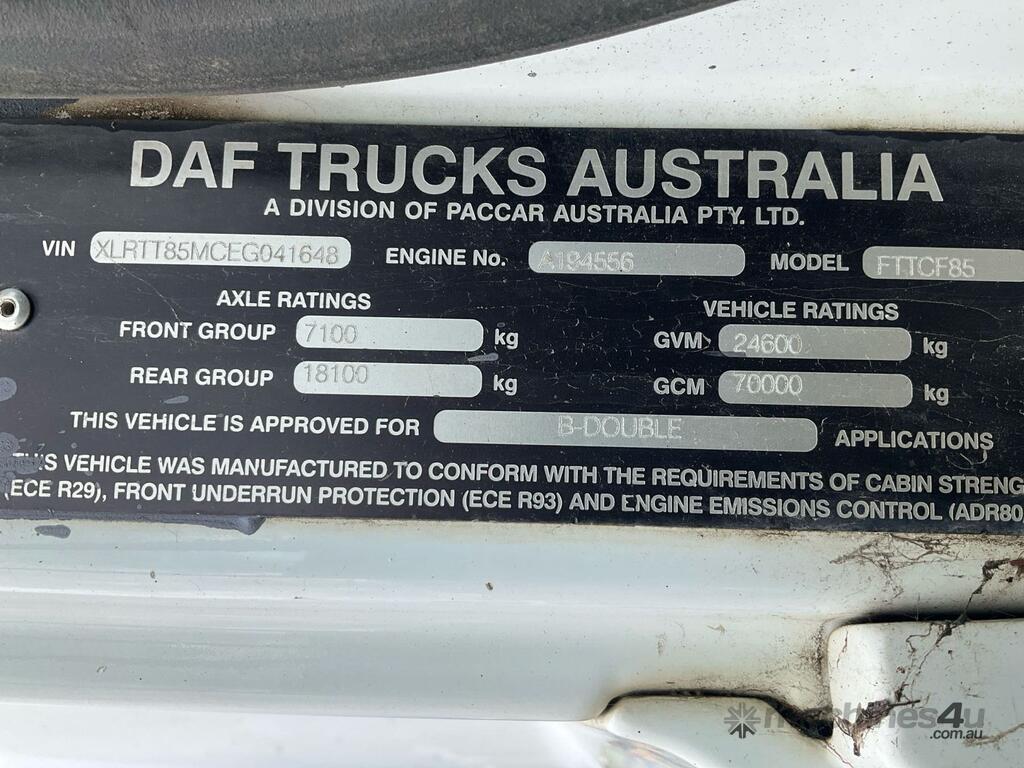 DAF TRUCKS AUSTRALIA
A DIVISION OF PACCAR AUSTRALIA PTY. LTD.
VIN XLRTT85MCEG041648 ENGINE No. A194556 MODEL FTTCF85
AXLE RATINGS VEHICLE RATINGS
FRONT GROUP 7100 kg GVM 24600 kg
REAR GROUP 18100 kg GCM 70000 kg
THIS VEHICLE IS APPROVED FOR B-DOUBLE APPLICATIONS
THIS VEHICLE WAS MANUFACTURED TO CONFORM WITH THE REQUIREMENTS OF CABIN STRENG
(ECE R29), FRONT UNDERRUN PROTECTION (ECE R93) AND ENGINE EMISSIONS CONTROL (ADR80)
machines4u
.com.au